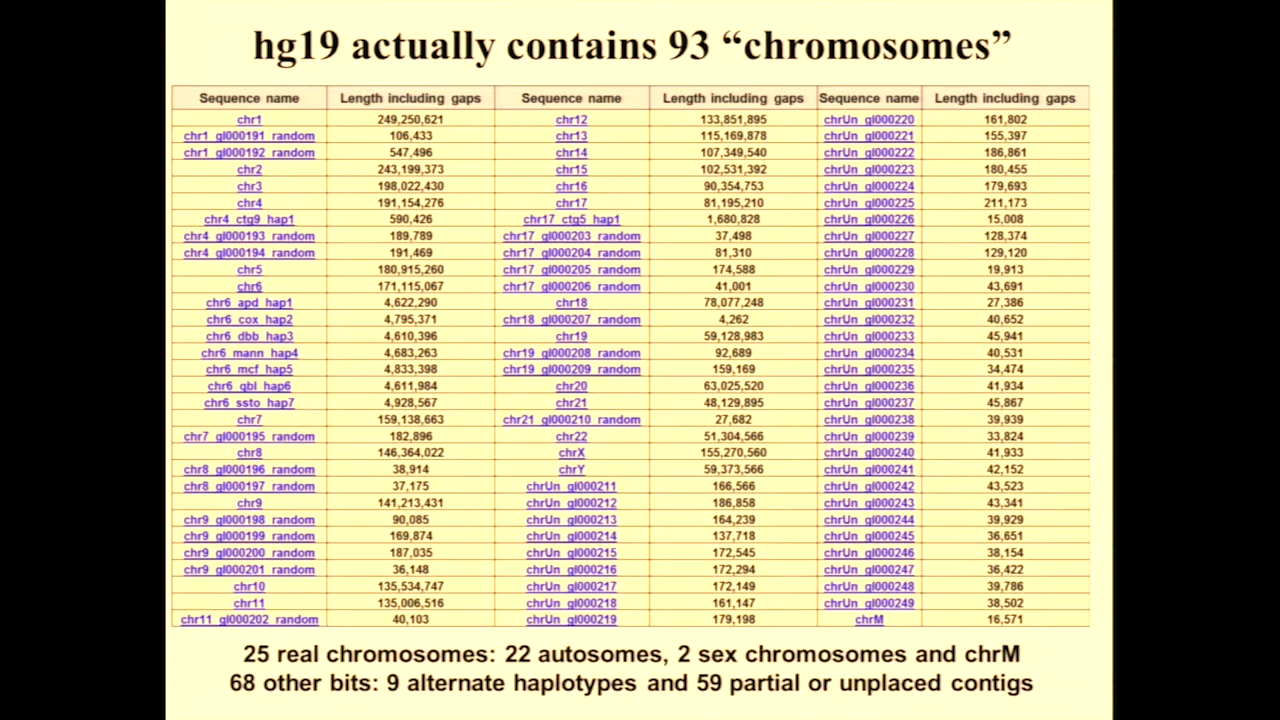 hg19 actually contains 93 “chromosomes”
Sequence name Length including gaps Sequence name Length including gaps Sequence name Length including gaps
chr1 249,250,621 chr12 133,851,895 chrUn_gl000220 161,802
chr1_gl000191_random 106,433 chr13 115,169,878 chrUn_gl000221 155,397
chr1_gl000192_random 547,496 chr14 107,349,540 chrUn_gl000222 186,861
chr2 243,199,373 chr15 102,531,392 chrUn_gl000223 180,455
chr3 198,022,430 chr16 90,354,753 chrUn_gl000224 179,693
chr4 191,154,276 chr17 81,195,210 chrUn_gl000225 211,173
chr4_ctg9_hap1 590,426 chr17_ctg5_hap1 1,680,828 chrUn_gl000226 15,008
chr4_gl000193_random 189,789 chr17_gl000203_random 37,498 chrUn_gl000227 128,374
chr4_gl000194_random 191,469 chr17_gl000204_random 81,310 chrUn_gl000228 129,120
chr5 180,915,260 chr17_gl000205_random 174,588 chrUn_gl000229 19,913
chr6 171,115,067 chr17_gl000206_random 41,001 chrUn_gl000230 43,691
chr6_apd_hap1 4,622,290 chr18 78,077,248 chrUn_gl000231 27,386
chr6_cox_hap2 4,795,371 chr18_gl000207_random 4,262 chrUn_gl000232 40,652
chr6_dbb_hap3 4,610,396 chr19 59,128,983 chrUn_gl000233 45,941
chr6_mann_hap4 4,683,263 chr19_gl000208_random 92,689 chrUn_gl000234 40,531
chr6_mcf_hap5 4,833,398 chr19_gl000209_random 159,169 chrUn_gl000235 34,474
chr6_qbl_hap6 4,611,984 chr20 63,025,520 chrUn_gl000236 41,934
chr6_ssto_hap7 4,928,567 chr21 48,129,895 chrUn_gl000237 45,867
chr7 159,138,663 chr21_gl000210_random 27,682 chrUn_gl000238 39,939
chr7_gl000195_random 182,896 chr22 51,304,566 chrUn_gl000239 33,824
chr8 146,364,022 chrX 155,270,560 chrUn_gl000240 41,933
chr8_gl000196_random 38,914 chrY 59,373,566 chrUn_gl000241 42,152
chr8_gl000197_random 37,175 chrUn_gl000211 166,566 chrUn_gl000242 43,523
chr9 141,213,431 chrUn_gl000212 186,858 chrUn_gl000243 43,341
chr9_gl000198_random 90,085 chrUn_gl000213 164,239 chrUn_gl000244 39,929
chr9_gl000199_random 169,874 chrUn_gl000214 137,718 chrUn_gl000245 36,651
chr9_gl000200_random 187,035 chrUn_gl000215 172,545 chrUn_gl000246 38,154
chr9_gl000201_random 36,148 chrUn_gl000216 172,294 chrUn_gl000247 36,422
chr10 135,534,747 chrUn_gl000217 172,149 chrUn_gl000248 39,786
chr11 135,006,516 chrUn_gl000218 161,147 chrUn_gl000249 38,502
chr11_gl000202_random 40,103 chrUn_gl000219 179,198 chrM 16,571
25 real chromosomes: 22 autosomes, 2 sex chromosomes and chrM
68 other bits: 9 alternate haplotypes and 59 partial or unplaced contigs